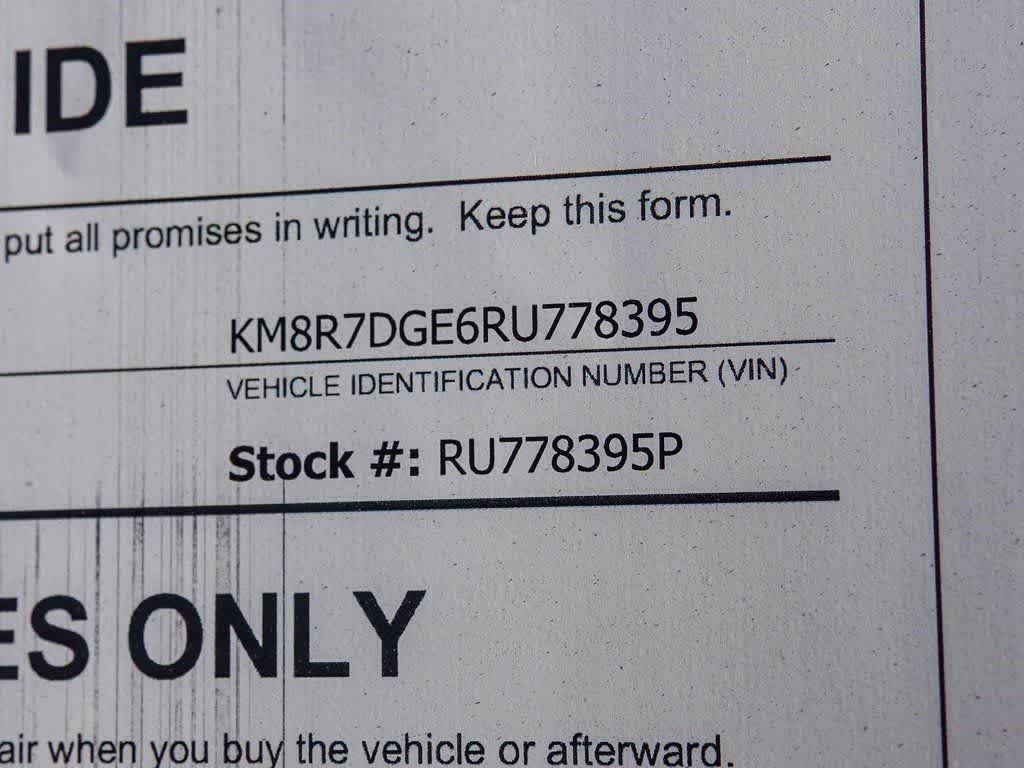 IDE
put all promises in writing. Keep this form.
KM8R7DGE6RU778395
VEHICLE IDENTIFICATION NUMBER (VIN)
Stock #: RU778395P
ES ONLY
air when you buy the vehicle or afterward.